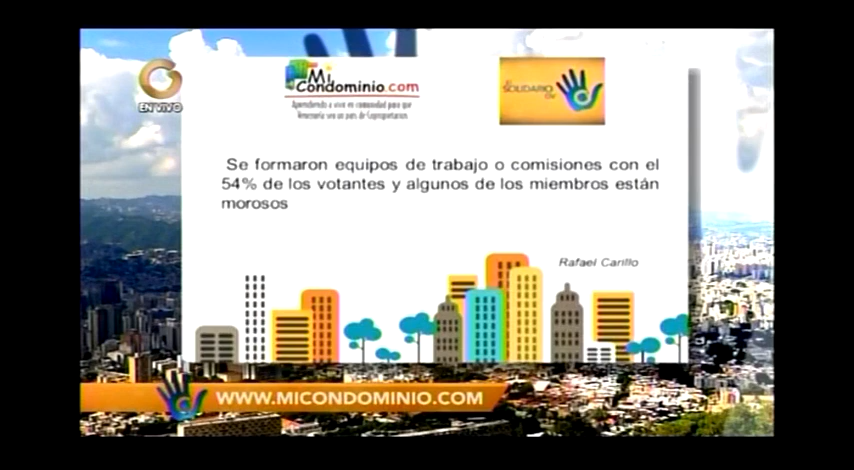 EN VIVO
Mi
Condominio.com
Aprendiendo a vivir en comunidad para que
Venezuela sea un país de Copropietarios
SOLIDARIO
Se formaron equipos de trabajo o comisiones con el
54% de los votantes y algunos de los miembros están
morosos
Rafael Carillo
WWW.MICONDOMINIO.COM